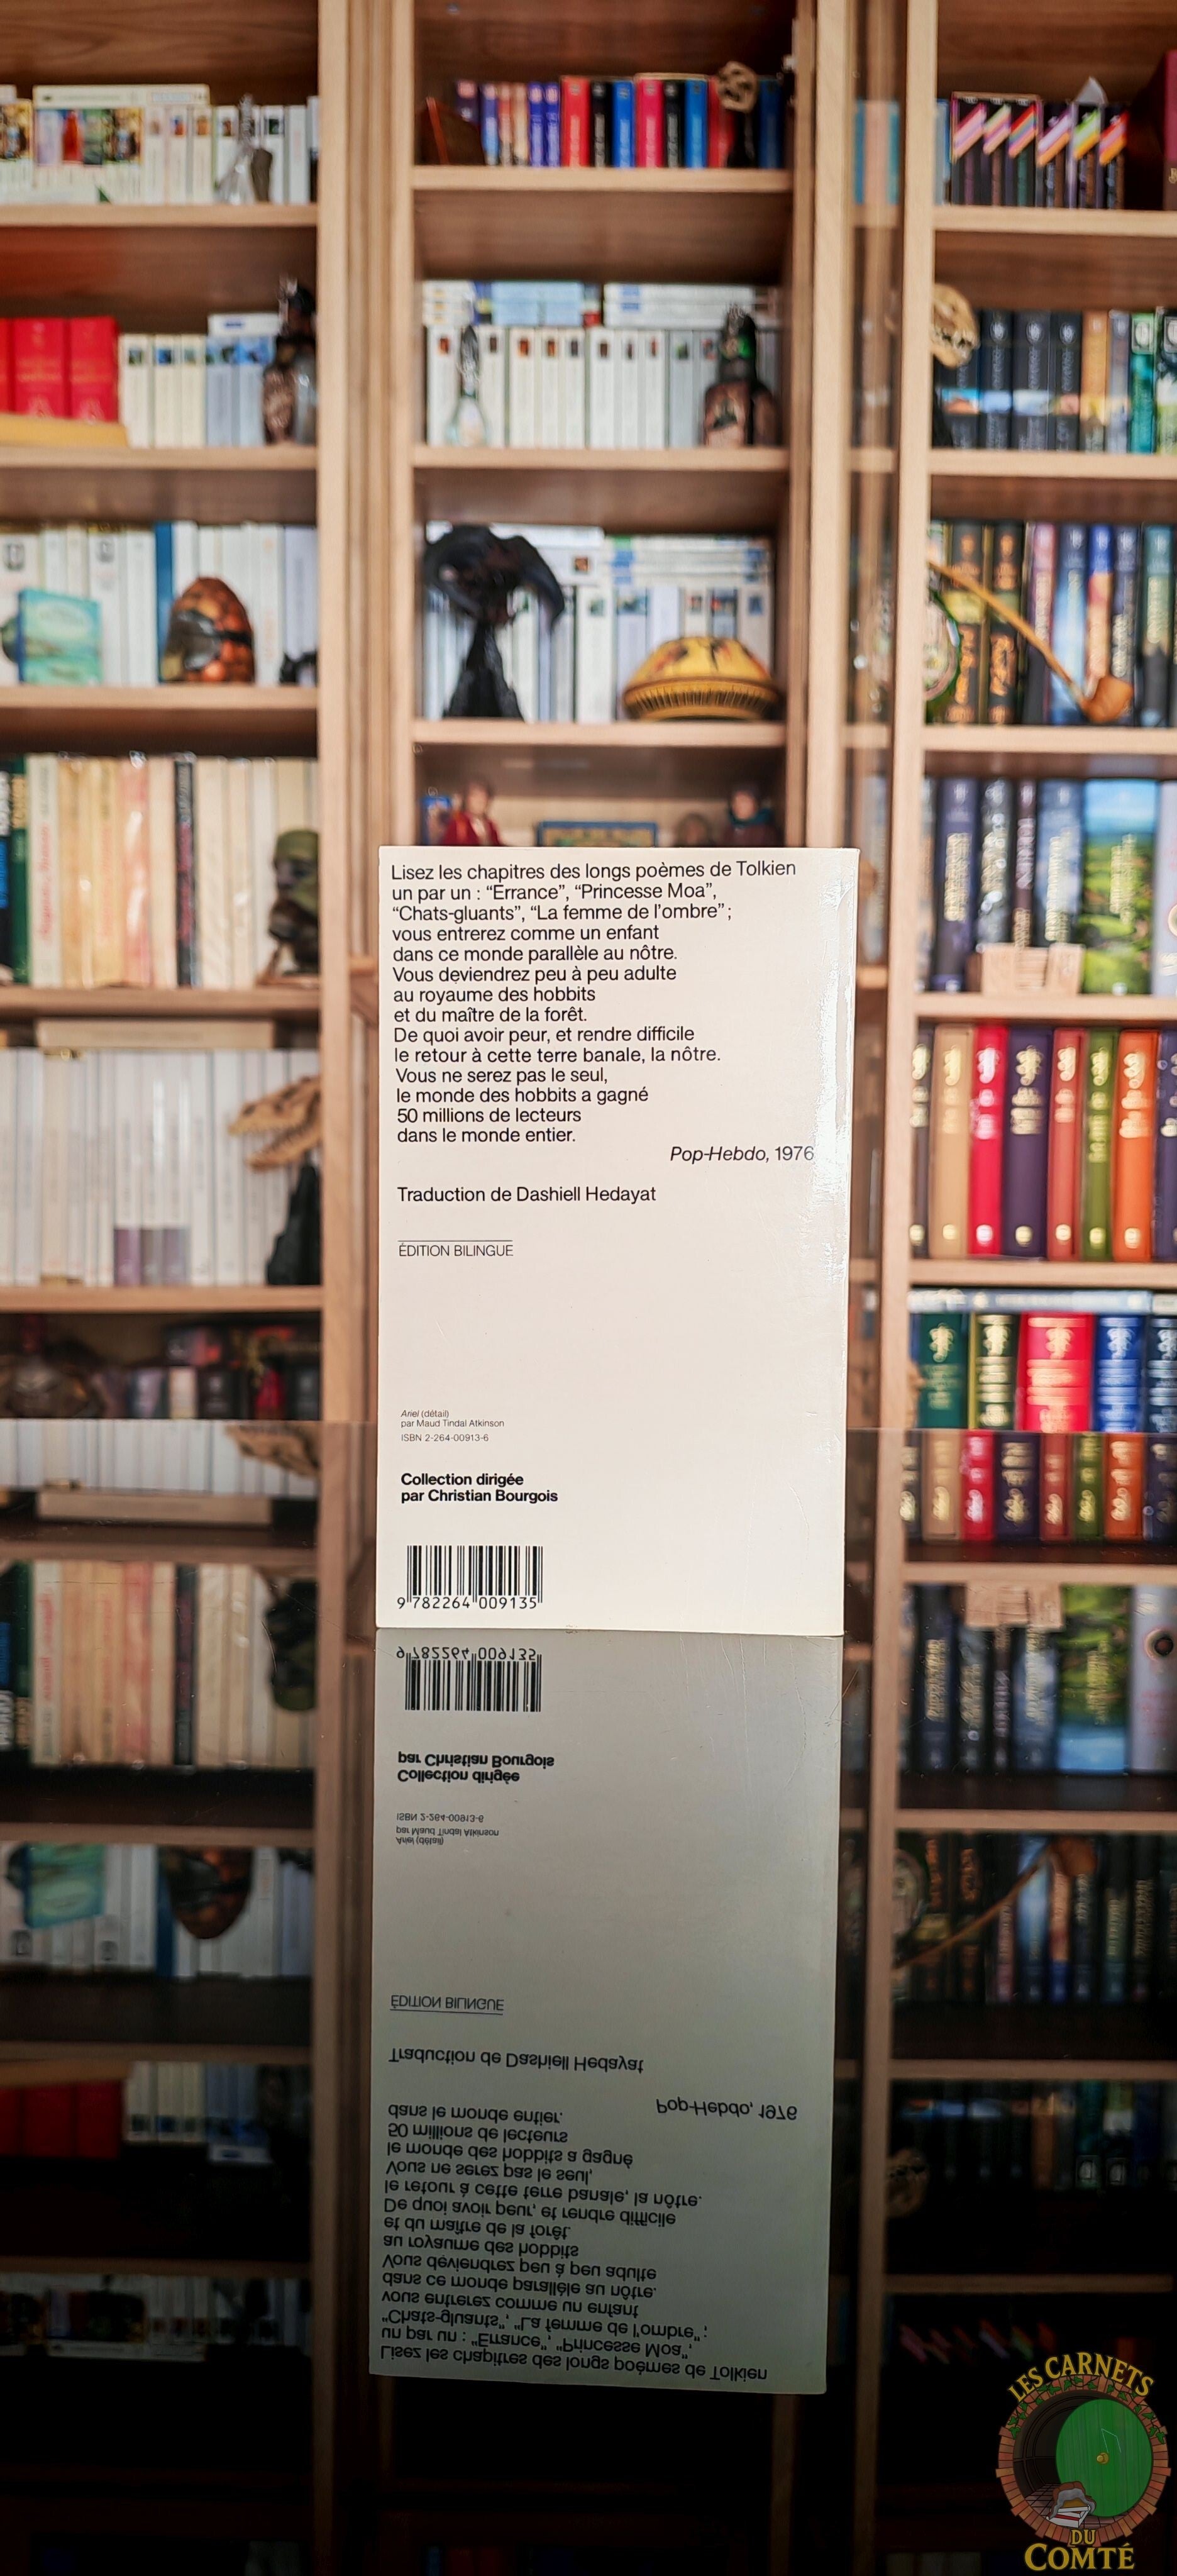 Lisez les chapitres des longs poèmes de Tolkien
un par un : “Errance”, “Princesse Moa”,
“Chats-gluants”, “La femme de l’ombre” ;
vous entrerez comme un enfant
dans ce monde parallèle au nôtre.
Vous deviendrez peu à peu adulte
au royaume des hobbits
et du maître de la forêt.
De quoi avoir peur, et rendre difficile
le retour à cette terre banale, la nôtre.
Vous ne serez pas le seul,
le monde des hobbits a gagné
50 millions de lecteurs
dans le monde entier.
Pop-Hebdo, 1976
Traduction de Dashiell Hedayat
ÉDITION BILINGUE
Ariel (détail)
par Maud Tindal Atkinson
ISBN 2-264-00913-6
Collection dirigée
par Christian Bourgois
9 782264 009135
LES CARNETS
DU
COMTÉ